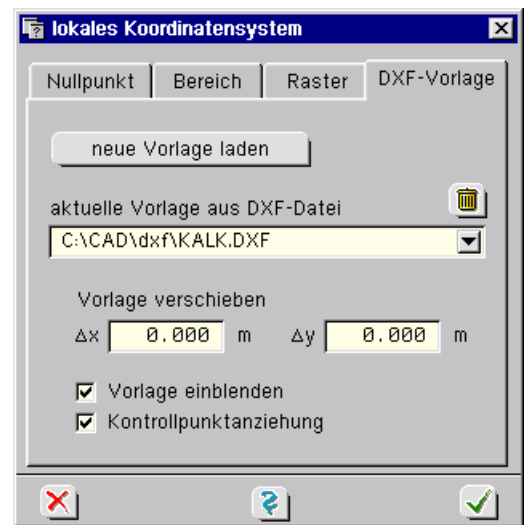 lokales Koordinatensystem
Nullpunkt Bereich Raster DXF-Vorlage
neue Vorlage laden
aktuelle Vorlage aus DXF-Datei
C:\CAD\dxf\KALK.DXF
Vorlage verschieben
Δx 0.000 m Δy 0.000 m
Vorlage einblenden
Kontrollpunktanziehung